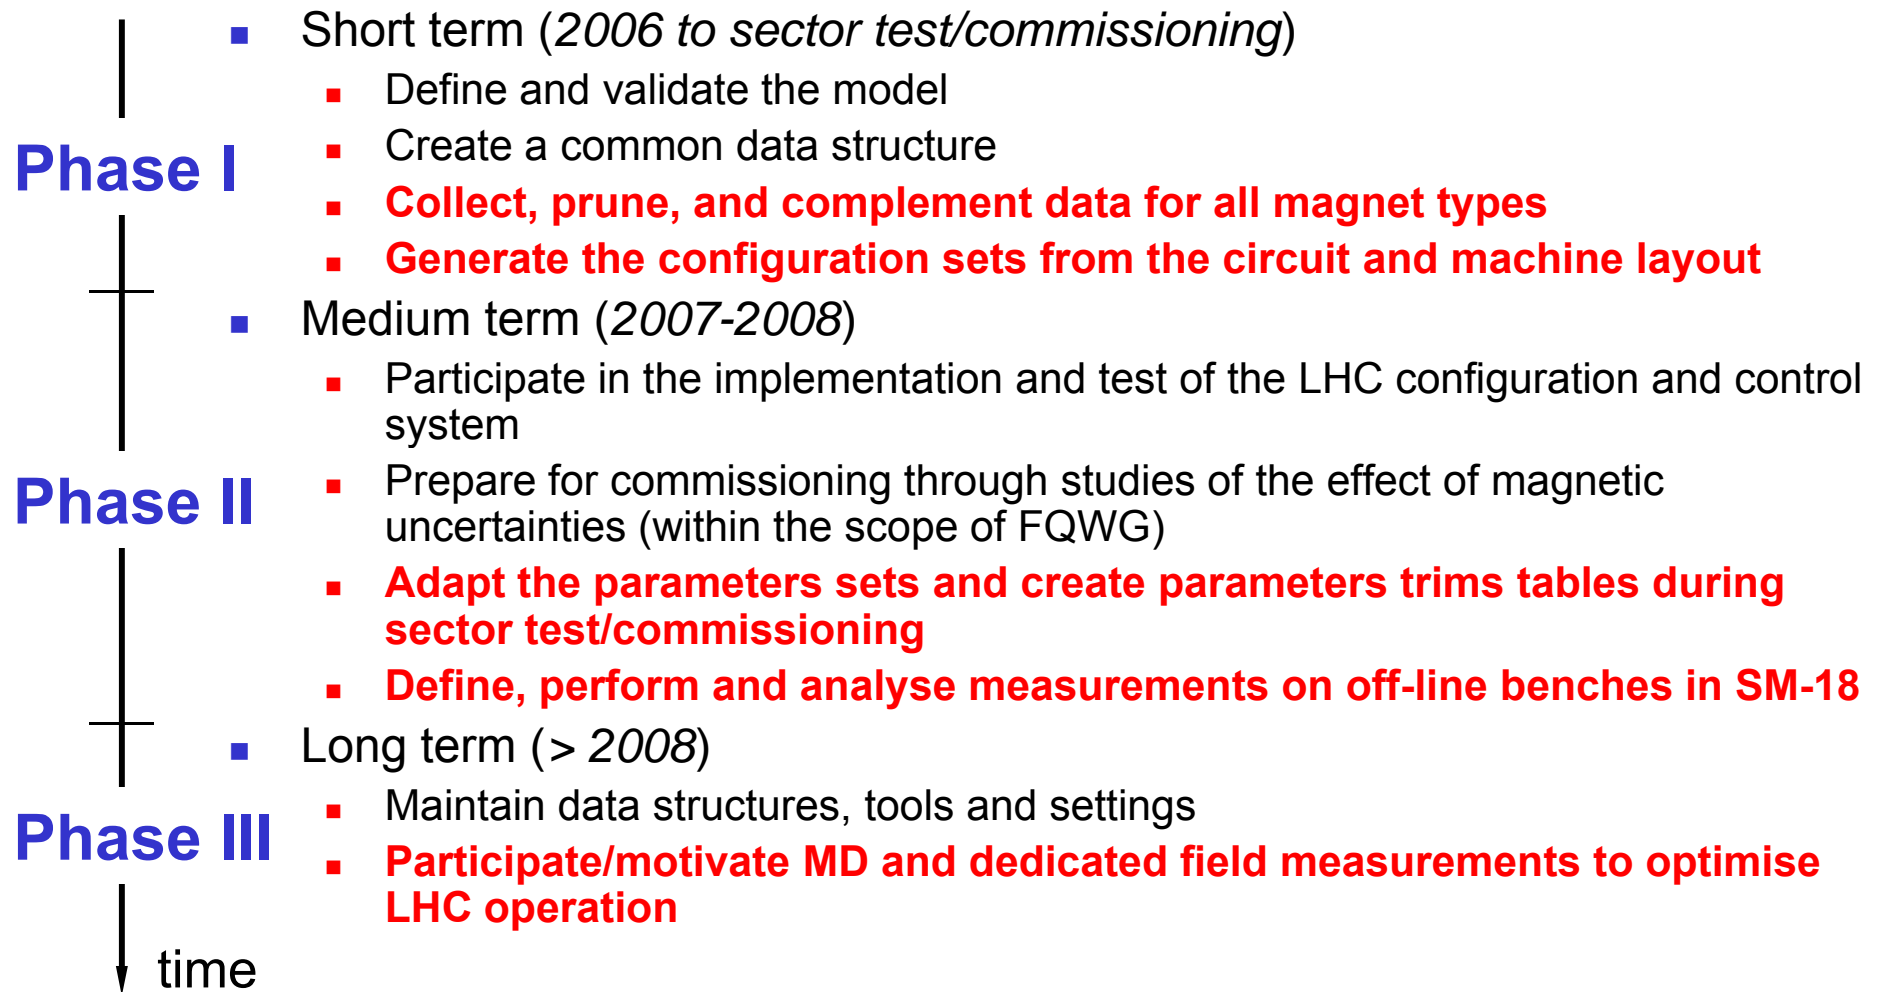 Short term (2006 to sector test/commissioning)
Define and validate the model
Create a common data structure
Phase I
Collect, prune, and complement data for all magnet types
Generate the configuration sets from the circuit and machine layout
Medium term (2007-2008)
Participate in the implementation and test of the LHC configuration and control
system
Phase II
Prepare for commissioning through studies of the effect of magnetic
uncertainties (within the scope of FQWG)
Adapt the parameters sets and create parameters trims tables during
sector test/commissioning
Define, perform and analyse measurements on off-line benches in SM-18
Long term (> 2008)
Maintain data structures, tools and settings
Phase III
Participate/motivate MD and dedicated field measurements to optimise
LHC operation
time